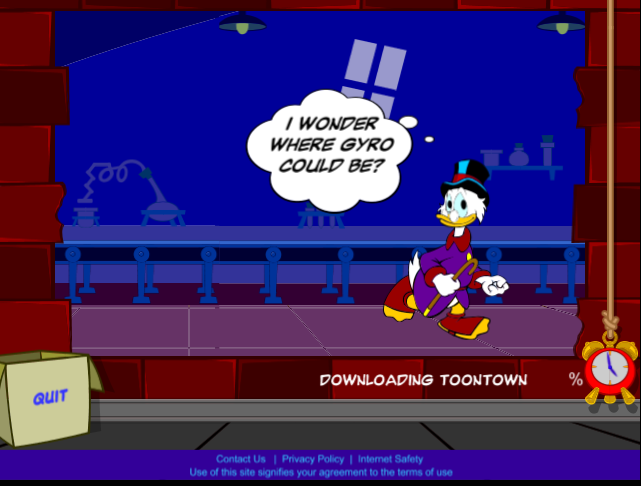 I WONDER
WHERE GYRO
COULD BE?
DOWNLOADING TOONTOWN %
QUIT
Contact Us | Privacy Policy | Internet Safety
Use of this site signifies your agreement to the terms of use